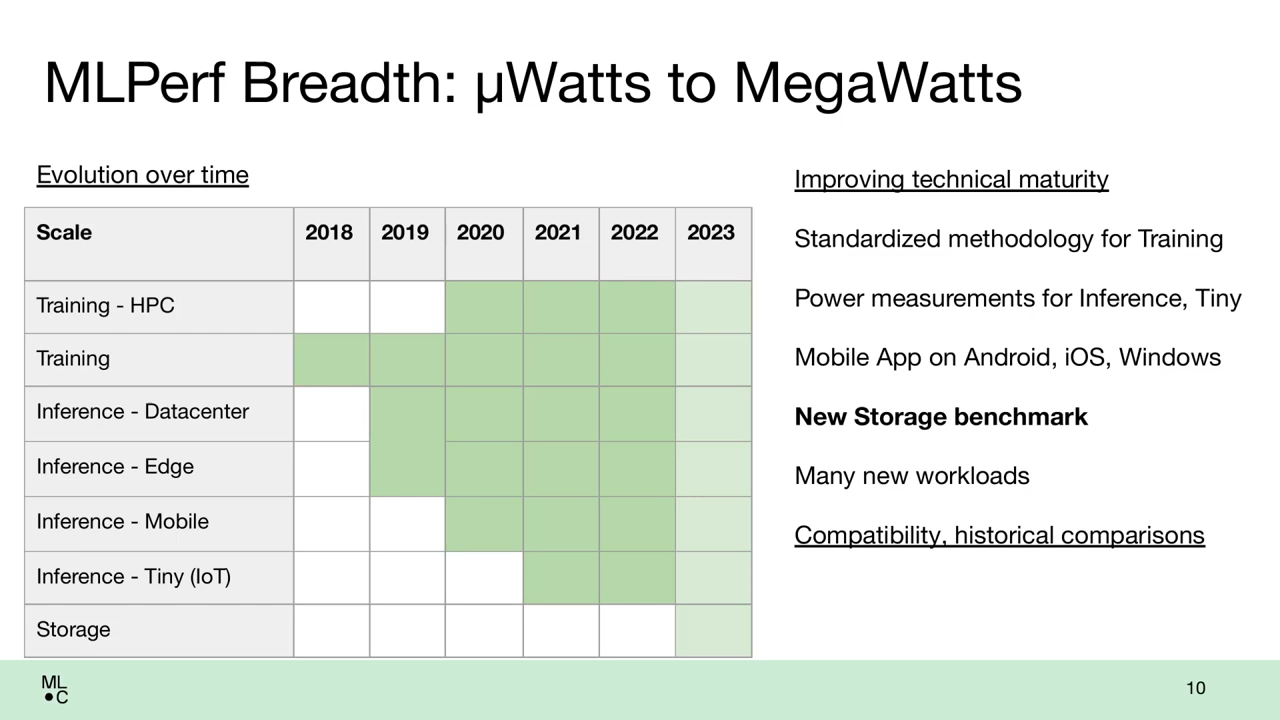 MLPerf Breadth: µWatts to MegaWatts
Evolution over time
Scale 2018 2019 2020 2021 2022 2023
Training - HPC
Training
Inference - Datacenter
Inference - Edge
Inference - Mobile
Inference - Tiny (IoT)
Storage
Improving technical maturity
Standardized methodology for Training
Power measurements for Inference, Tiny
Mobile App on Android, iOS, Windows
New Storage benchmark
Many new workloads
Compatibility, historical comparisons
ML
C
10